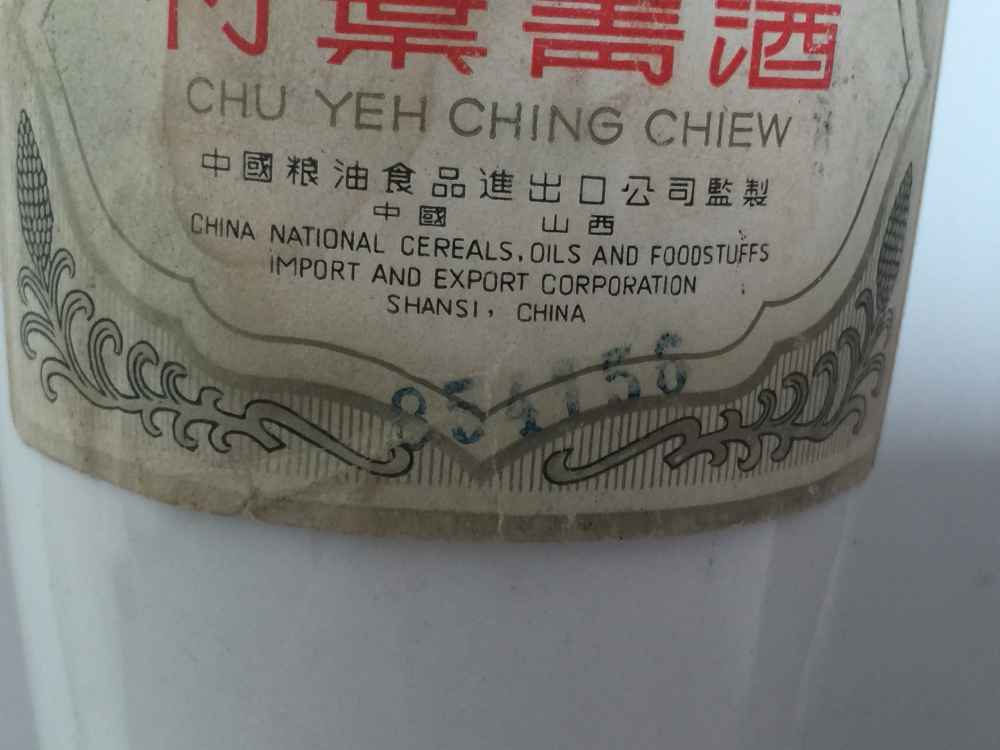 竹葉青酒
CHU YEH CHING CHIEW
中國粮油食品進出口公司監製
中國 山西
CHINA NATIONAL CEREALS, OILS AND FOODSTUFFS
IMPORT AND EXPORT CORPORATION
SHANSI, CHINA